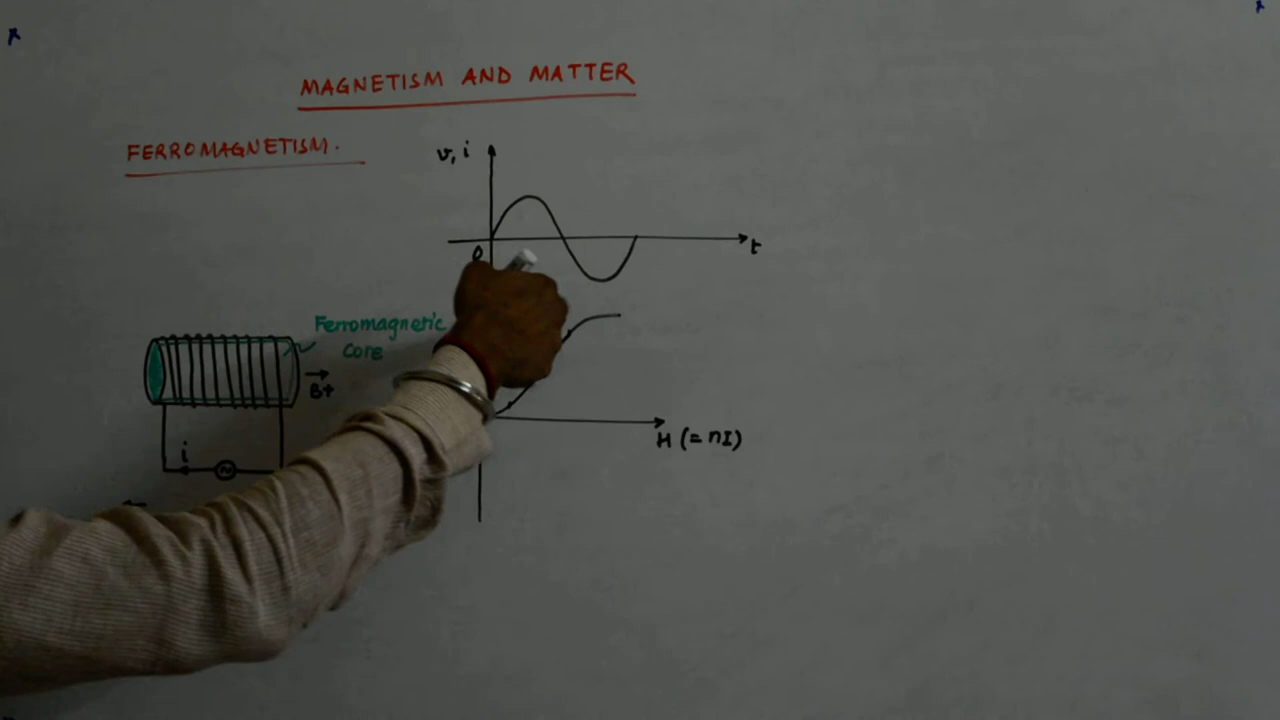 MAGNETISM AND MATTER
FERROMAGNETISM.
v, i
t
0
Ferromagnetic
Core
B+
i
H (= nI)